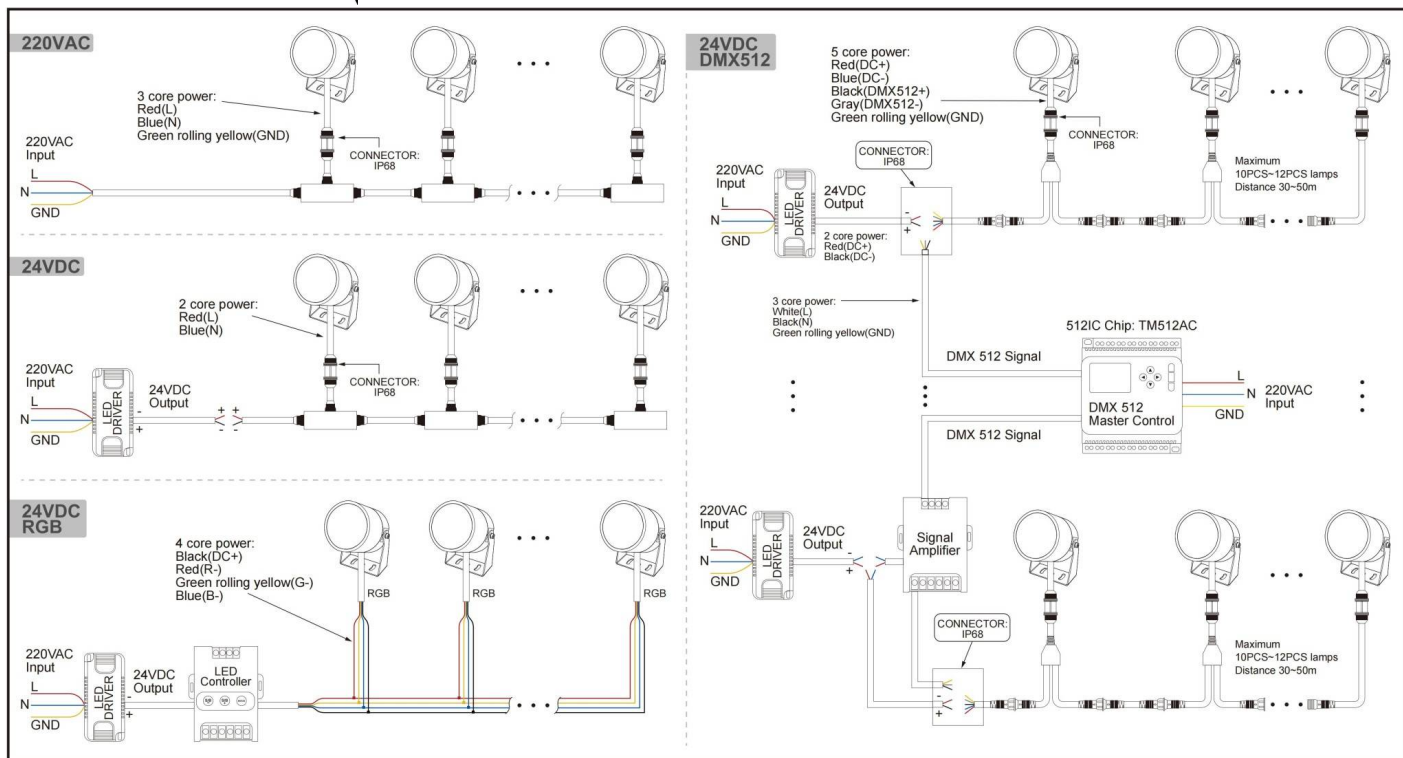 220VAC
3 core power:
Red(L)
Blue(N)
Green rolling yellow(GND)
CONNECTOR:
IP68
220VAC
Input
L
N
GND
24VDC
2 core power:
Red(L)
Blue(N)
CONNECTOR:
IP68
220VAC
Input
L
N
GND
LED
DRIVER
24VDC
Output
-
+
+ +
- -
24VDC
RGB
4 core power:
Black(DC+)
Red(R-)
Green rolling yellow(G-)
Blue(B-)
RGB
RGB
RGB
220VAC
Input
L
N
GND
LED
DRIVER
24VDC
Output
-
+
LED
Controller
24VDC
DMX512
5 core power:
Red(DC+)
Blue(DC-)
Black(DMX512+)
Gray(DMX512-)
Green rolling yellow(GND)
CONNECTOR:
IP68
CONNECTOR:
IP68
Maximum
10PCS~12PCS lamps
Distance 30~50m
220VAC
Input
L
N
GND
LED
DRIVER
24VDC
Output
-
+
2 core power:
Red(DC+)
Black(DC-)
3 core power:
White(L)
Black(N)
Green rolling yellow(GND)
512IC Chip: TM512AC
DMX 512 Signal
DMX 512
Master Control
L
N
GND
220VAC
Input
DMX 512 Signal
220VAC
Input
L
N
GND
LED
DRIVER
24VDC
Output
-
+
Signal
Amplifier
CONNECTOR:
IP68
-
+
Maximum
10PCS~12PCS lamps
Distance 30~50m